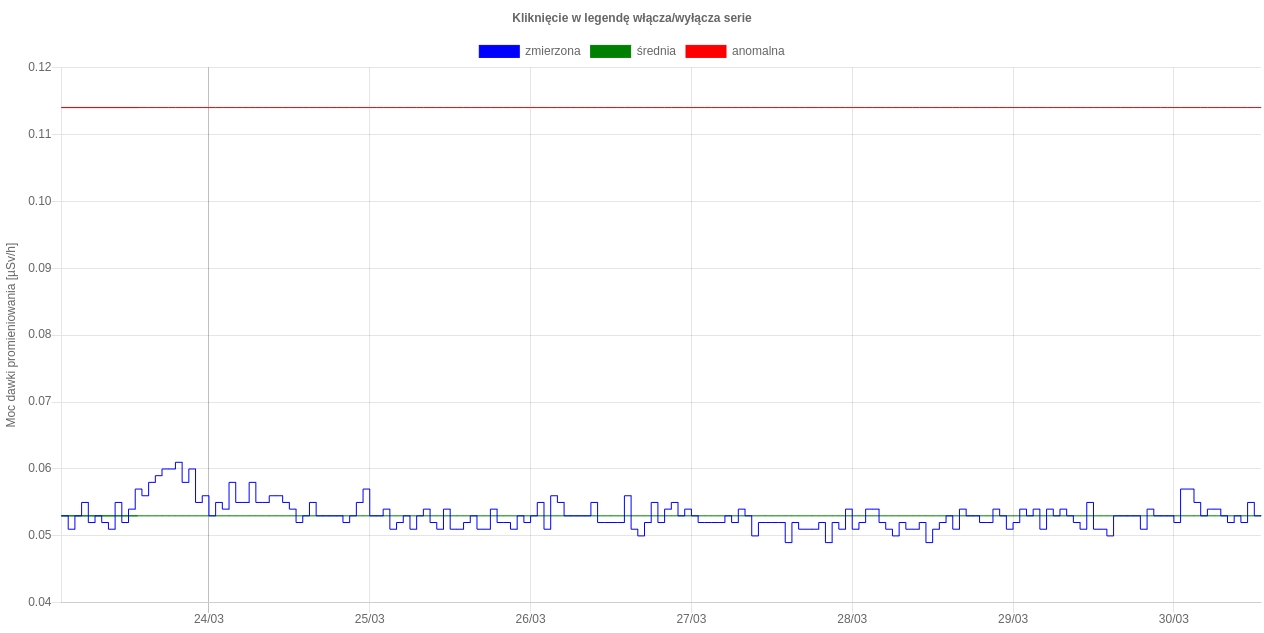 Kliknięcie w legendę włącza/wyłącza serie
zmierzona średnia anomalna
Moc dawki promieniowania [µSv/h]
0.12
0.11
0.10
0.09
0.08
0.07
0.06
0.05
0.04
24/03 25/03 26/03 27/03 28/03 29/03 30/03